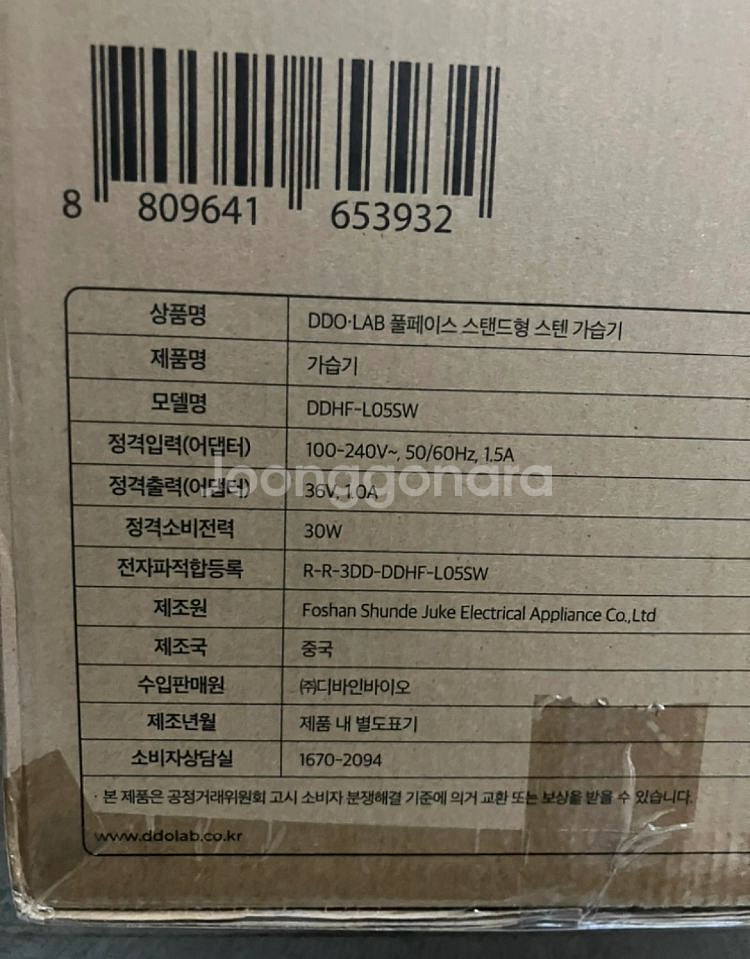 8 809641 653932
상품명 DDO·LAB 풀페이스 스탠드형 스텐 가습기
제품명 가습기
모델명 DDHF-L05SW
정격입력(어댑터) 100-240V~, 50/60Hz, 1.5A
정격출력(어댑터) 36V, 1.0A
Joonggonara
정격소비전력 30W
전자파적합등록 R-R-3DD-DDHF-L05SW
제조원 Foshan Shunde Juke Electrical Appliance Co.,Ltd
제조국 중국
수입판매원 ㈜디바인바이오
제조년월 제품 내 별도표기
소비자상담실 1670-2094
· 본 제품은 공정거래위원회 고시 소비자 분쟁해결 기준에 의거 교환 또는 보상을 받을 수 있습니다.
www.ddolab.co.kr